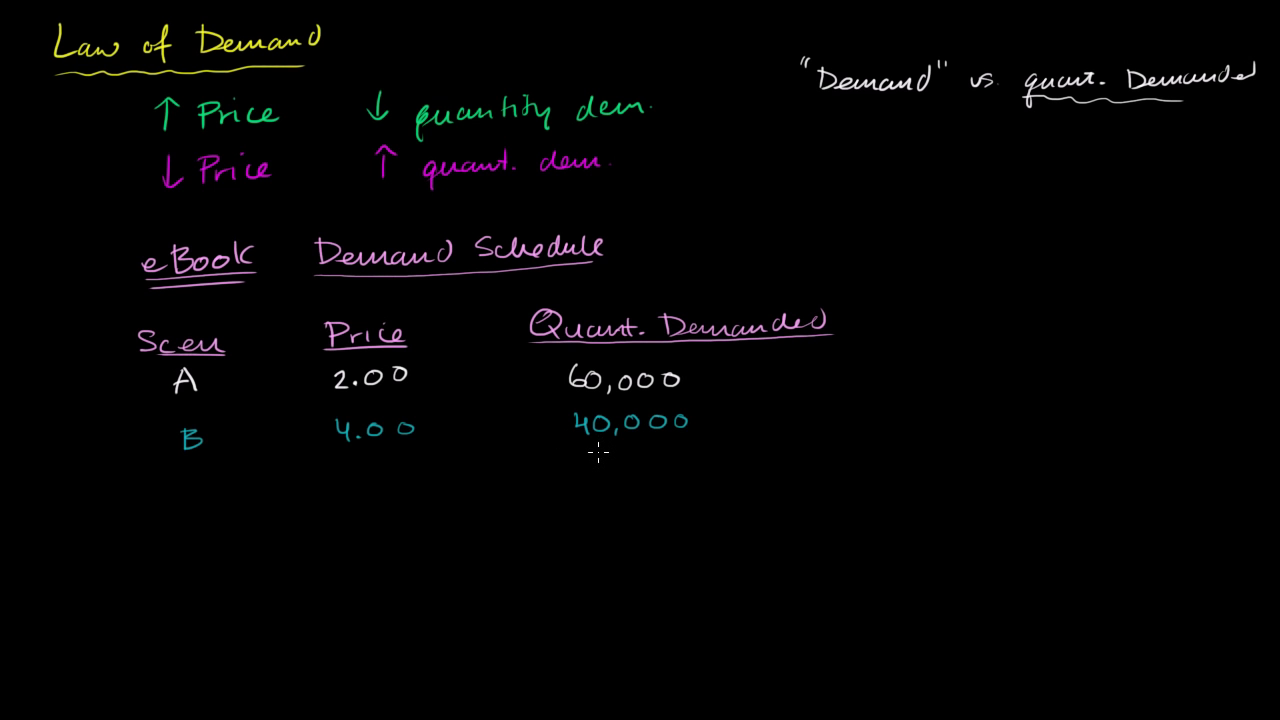 Law of Demand
"Demand" vs. quant. Demanded
↑ Price ↓ quantity dem.
↓ Price ↑ quant. dem.
eBook Demand Schedule
Scen Price Quant. Demanded
A 2.00 60,000
B 4.00 40,000